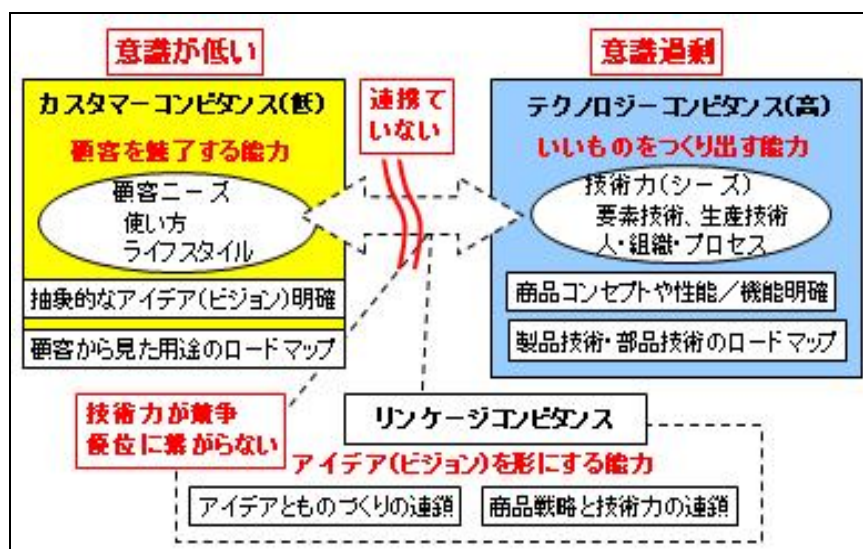 意識が低い
意識過剰
カスタマーコンピタンス(低)
顧客を魅了する能力
顧客ニーズ
使い方
ライフスタイル
抽象的なアイデア(ビジョン)明確
顧客から見た用途のロードマップ
連携て
いない
テクノロジーコンピタンス(高)
いいものをつくり出す能力
技術力(シーズ)
要素技術、生産技術
人・組織・プロセス
商品コンセプトや性能/機能明確
製品技術・部品技術のロードマップ
技術力が競争
優位に繋がらない
リンケージコンピタンス
アイデア(ビジョン)を形にする能力
アイデアとものづくりの連鎖
商品戦略と技術力の連鎖